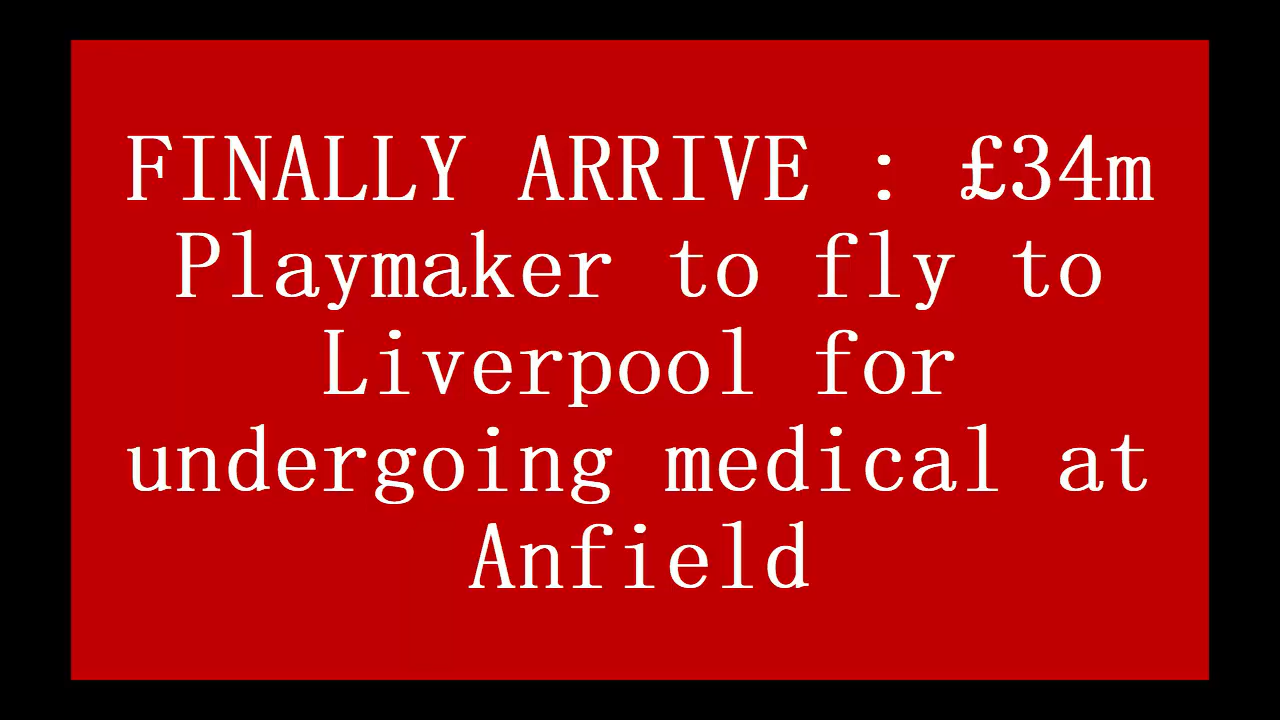 FINALLY ARRIVE : £34m
Playmaker to fly to
Liverpool for
undergoing medical at
Anfield